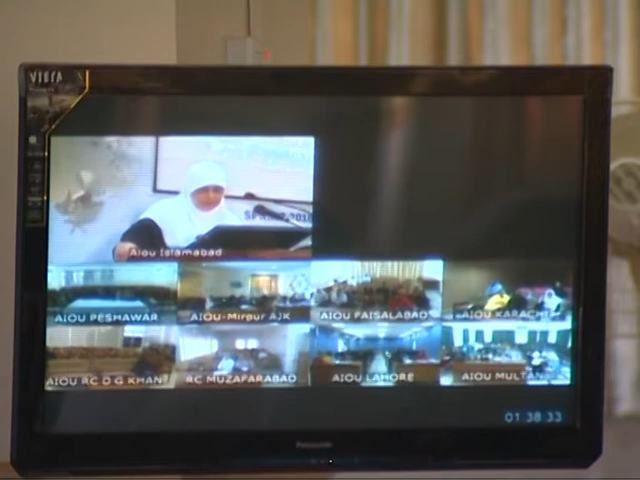 VIERA
AIOU Islamabad
AIOU PESHAWAR
AIOU-Mirpur AJK
AIOU FAISALABAD
AIOU KARACHI
AIOU RC D G KHAN
RC MUZAFARABAD
AIOU LAHORE
AIOU MULTAN
01 38 33
Panasonic